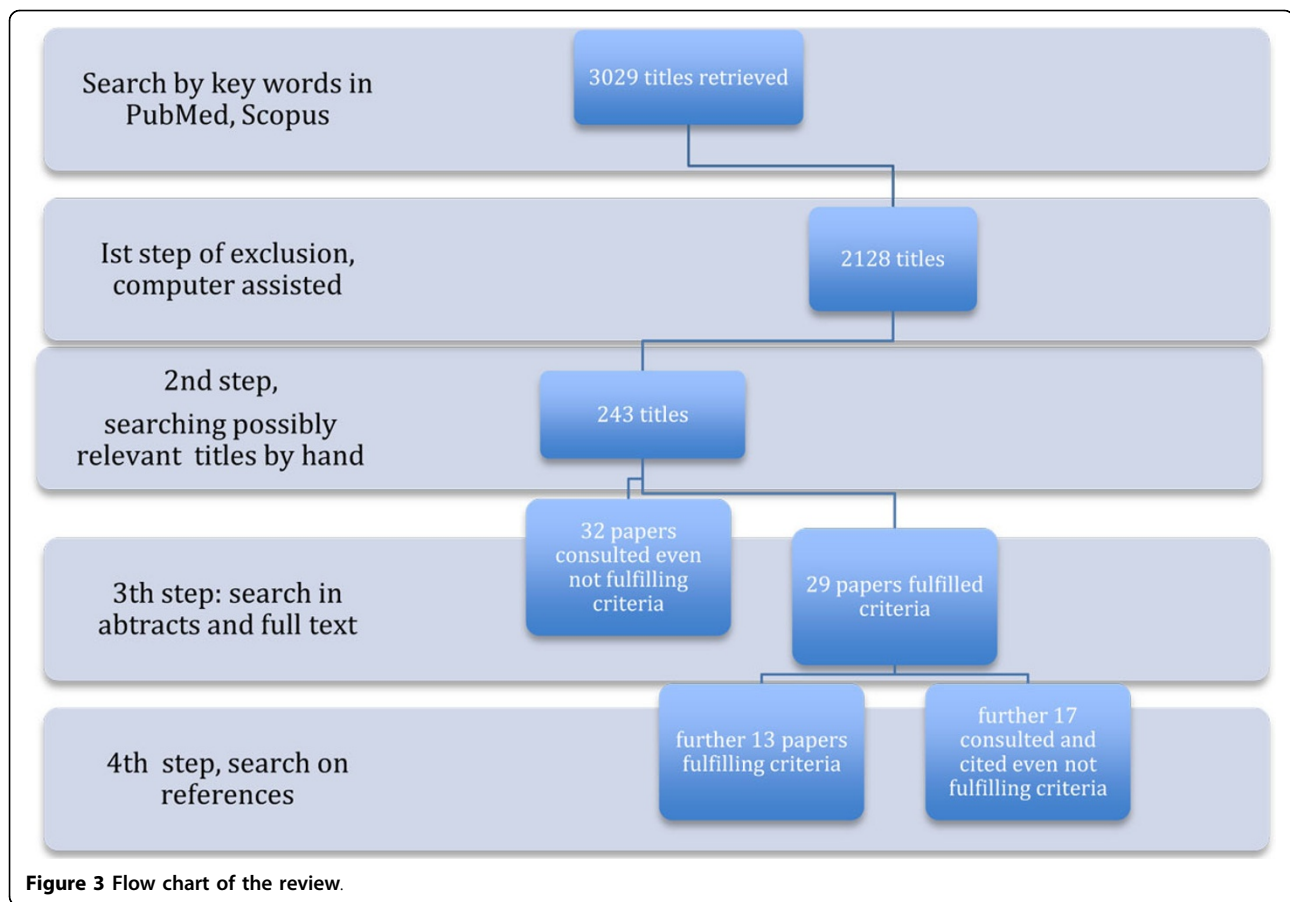 Search by key words in
PubMed, Scopus
3029 titles retrieved
Ist step of exclusion,
computer assisted
2128 titles
2nd step,
searching possibly
relevant titles by hand
243 titles
3th step: search in
abtracts and full text
32 papers
consulted even
not fulfilling
criteria
29 papers fulfilled
criteria
4th step, search on
references
further 13 papers
fulfilling criteria
further 17
consulted and
cited even not
fulfilling criteria
Figure 3 Flow chart of the review.